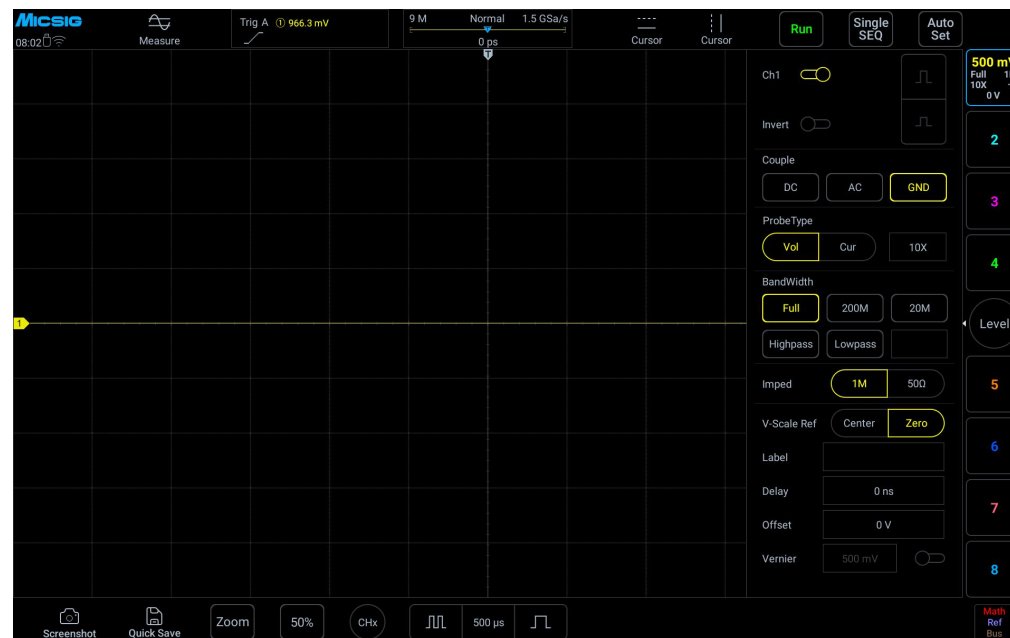 Micsig
08:02
Measure
Trig A ① 966.3 mV
9 M Normal 1.5 GSa/s
T
0 ps
Cursor
Cursor
Run
Single SEQ
Auto Set
T
Ch1
Invert
Couple
DC AC GND
ProbeType
Vol Cur 10X
BandWidth
Full 200M 20M
Highpass Lowpass
Imped 1M 50Ω
V-Scale Ref Center Zero
Label
Delay 0 ns
Offset 0 V
Vernier 500 mV
1
500 mV
Full
10X
0 V
2
3
4
Level
5
6
7
8
Screenshot
Quick Save
Zoom
50%
CHx
500 μs
Math
Ref
Bus